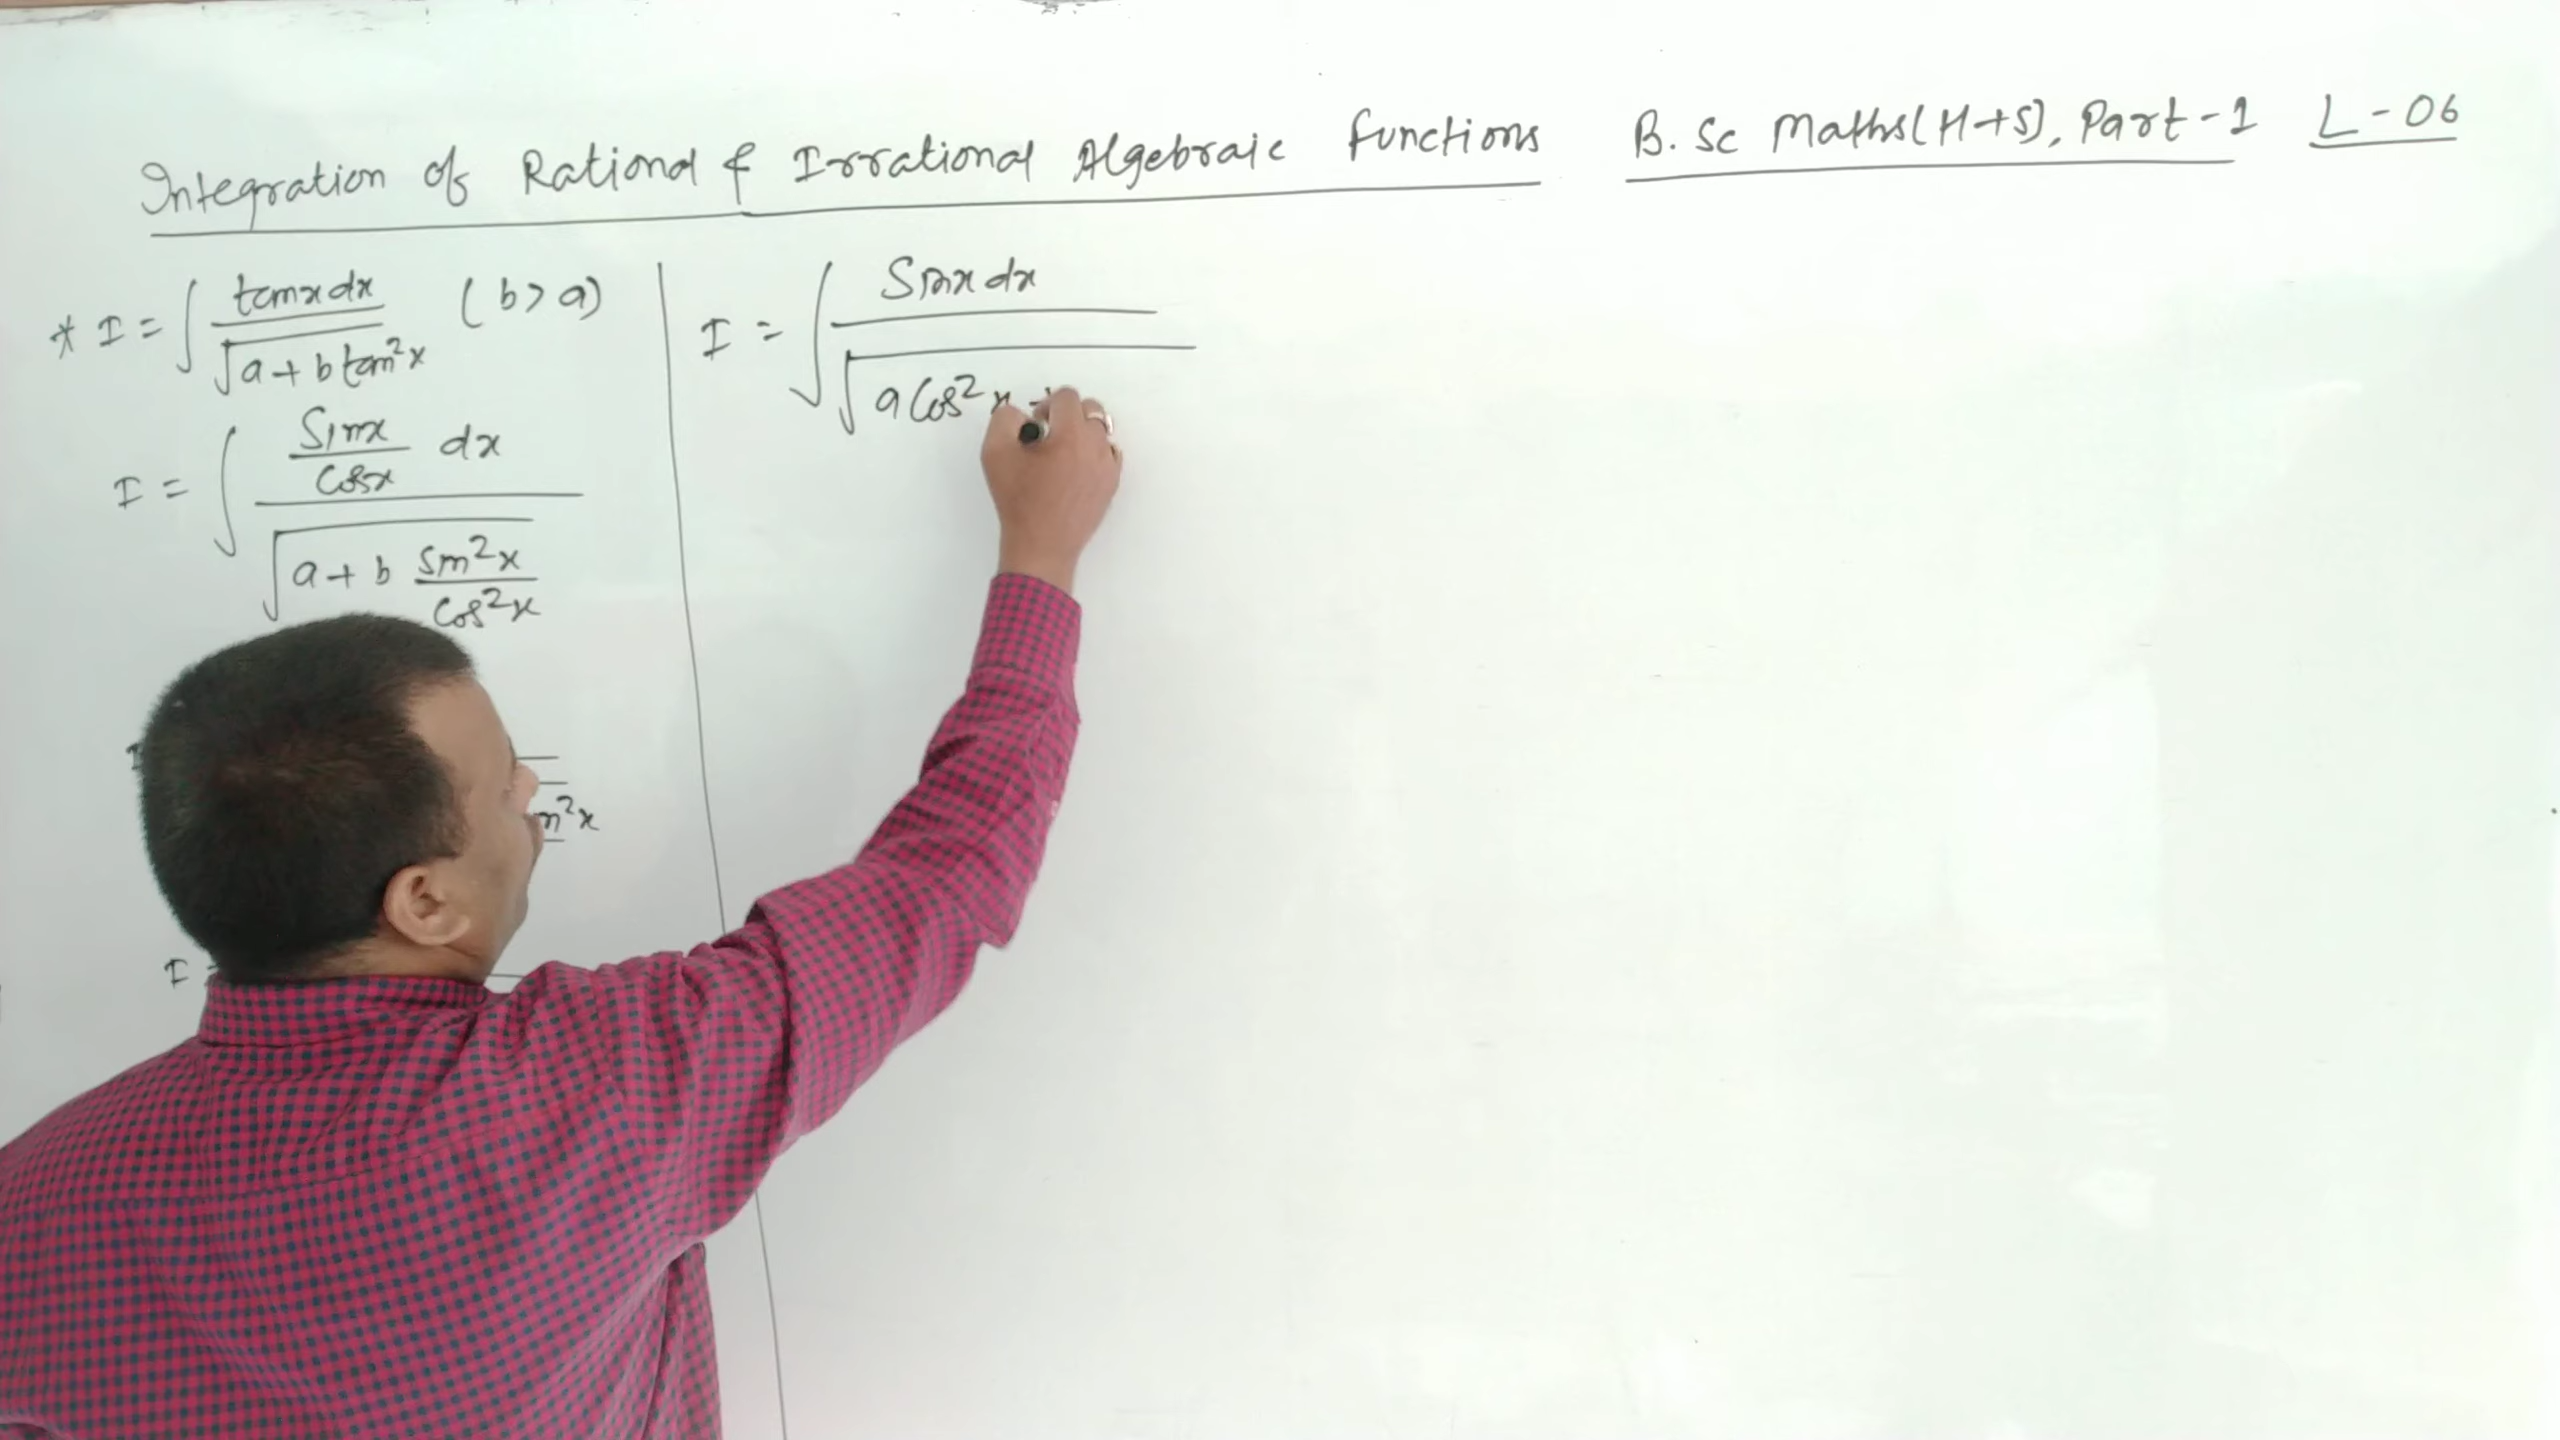 Integration of Rational & Irrational Algebraic Functions B.Sc Maths(H+S), Part-1 L-06
* I = ∫ tanx dx / √(a + b tan²x) (b > a)
I = ∫ (Sinx / Cosx) dx / √(a + b Sin²x / Cos²x)
n²x
I =
I = ∫ Sinx dx / √(a Cos²x